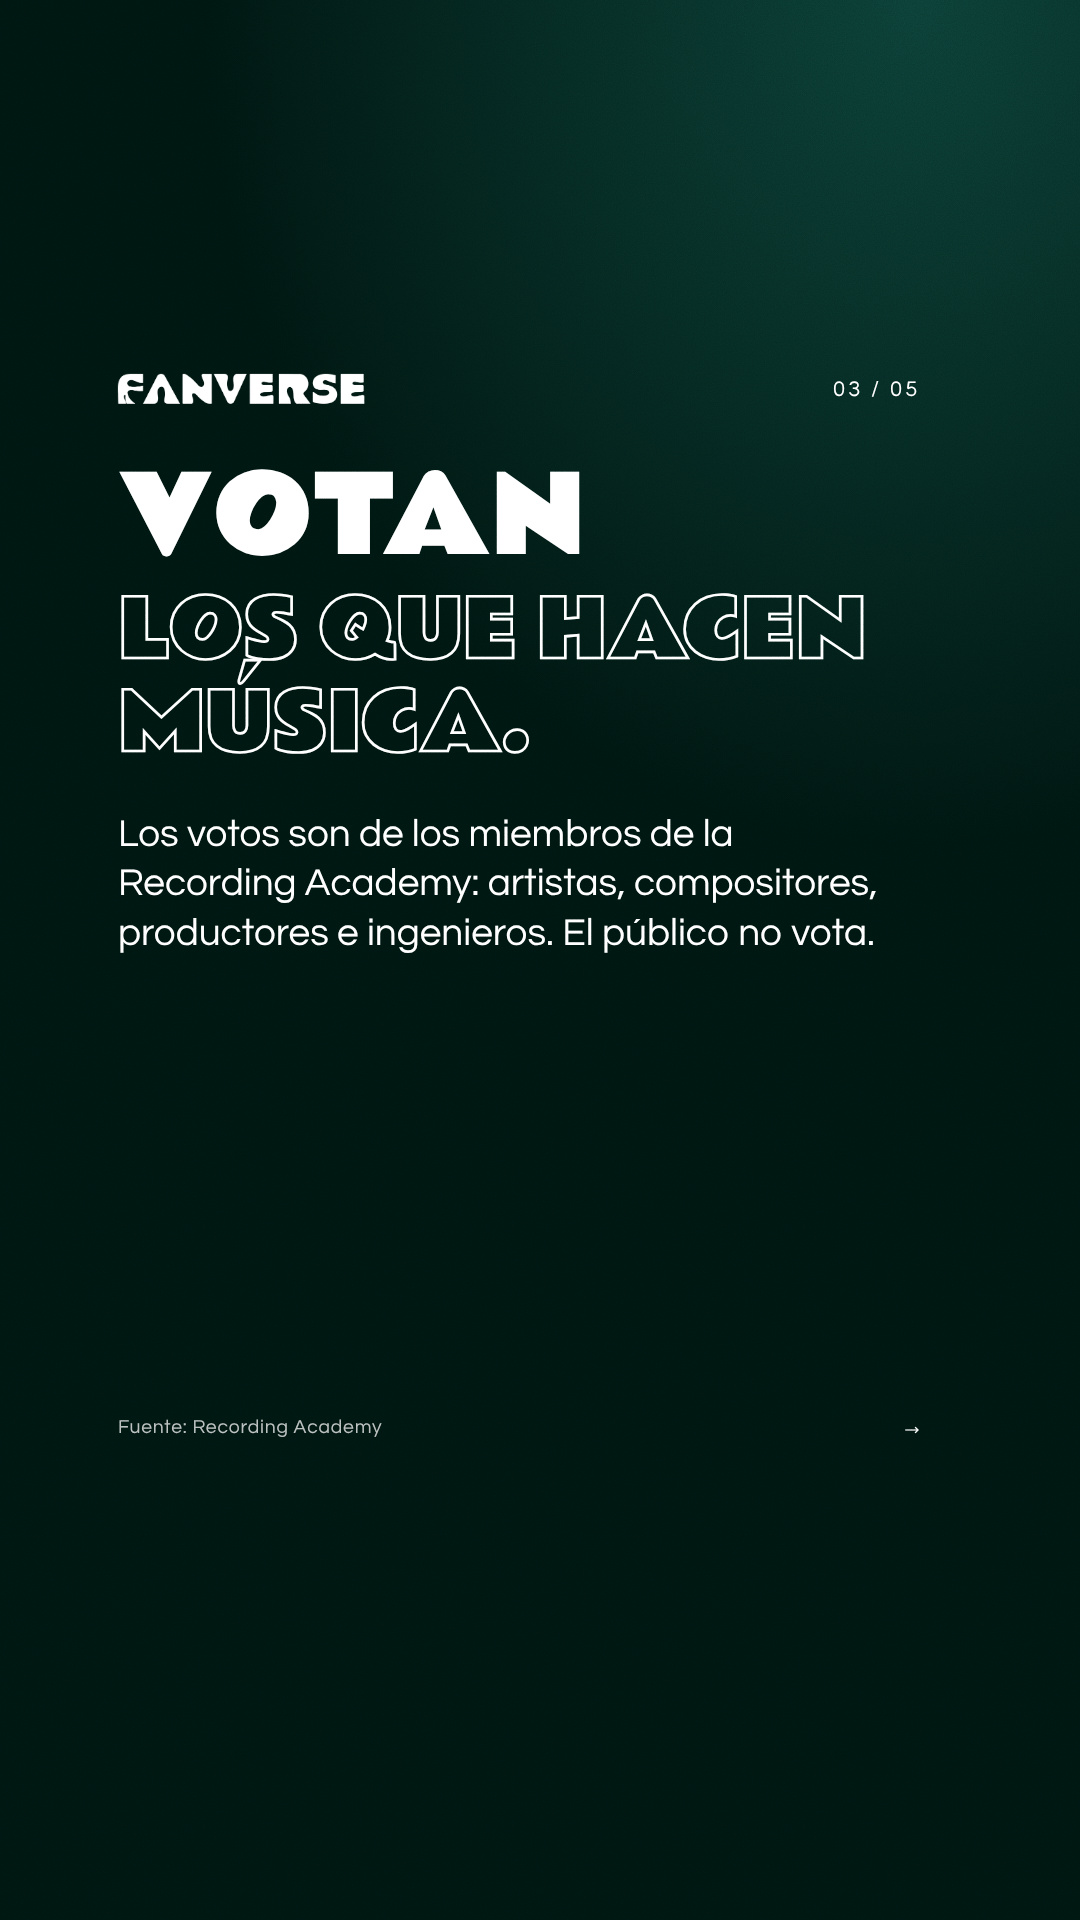 FANVERSE
03 / 05
VOTAN
LOS QUE HACEN
MÚSICA.
Los votos son de los miembros de la
Recording Academy: artistas, compositores,
productores e ingenieros. El público no vota.
Fuente: Recording Academy
→